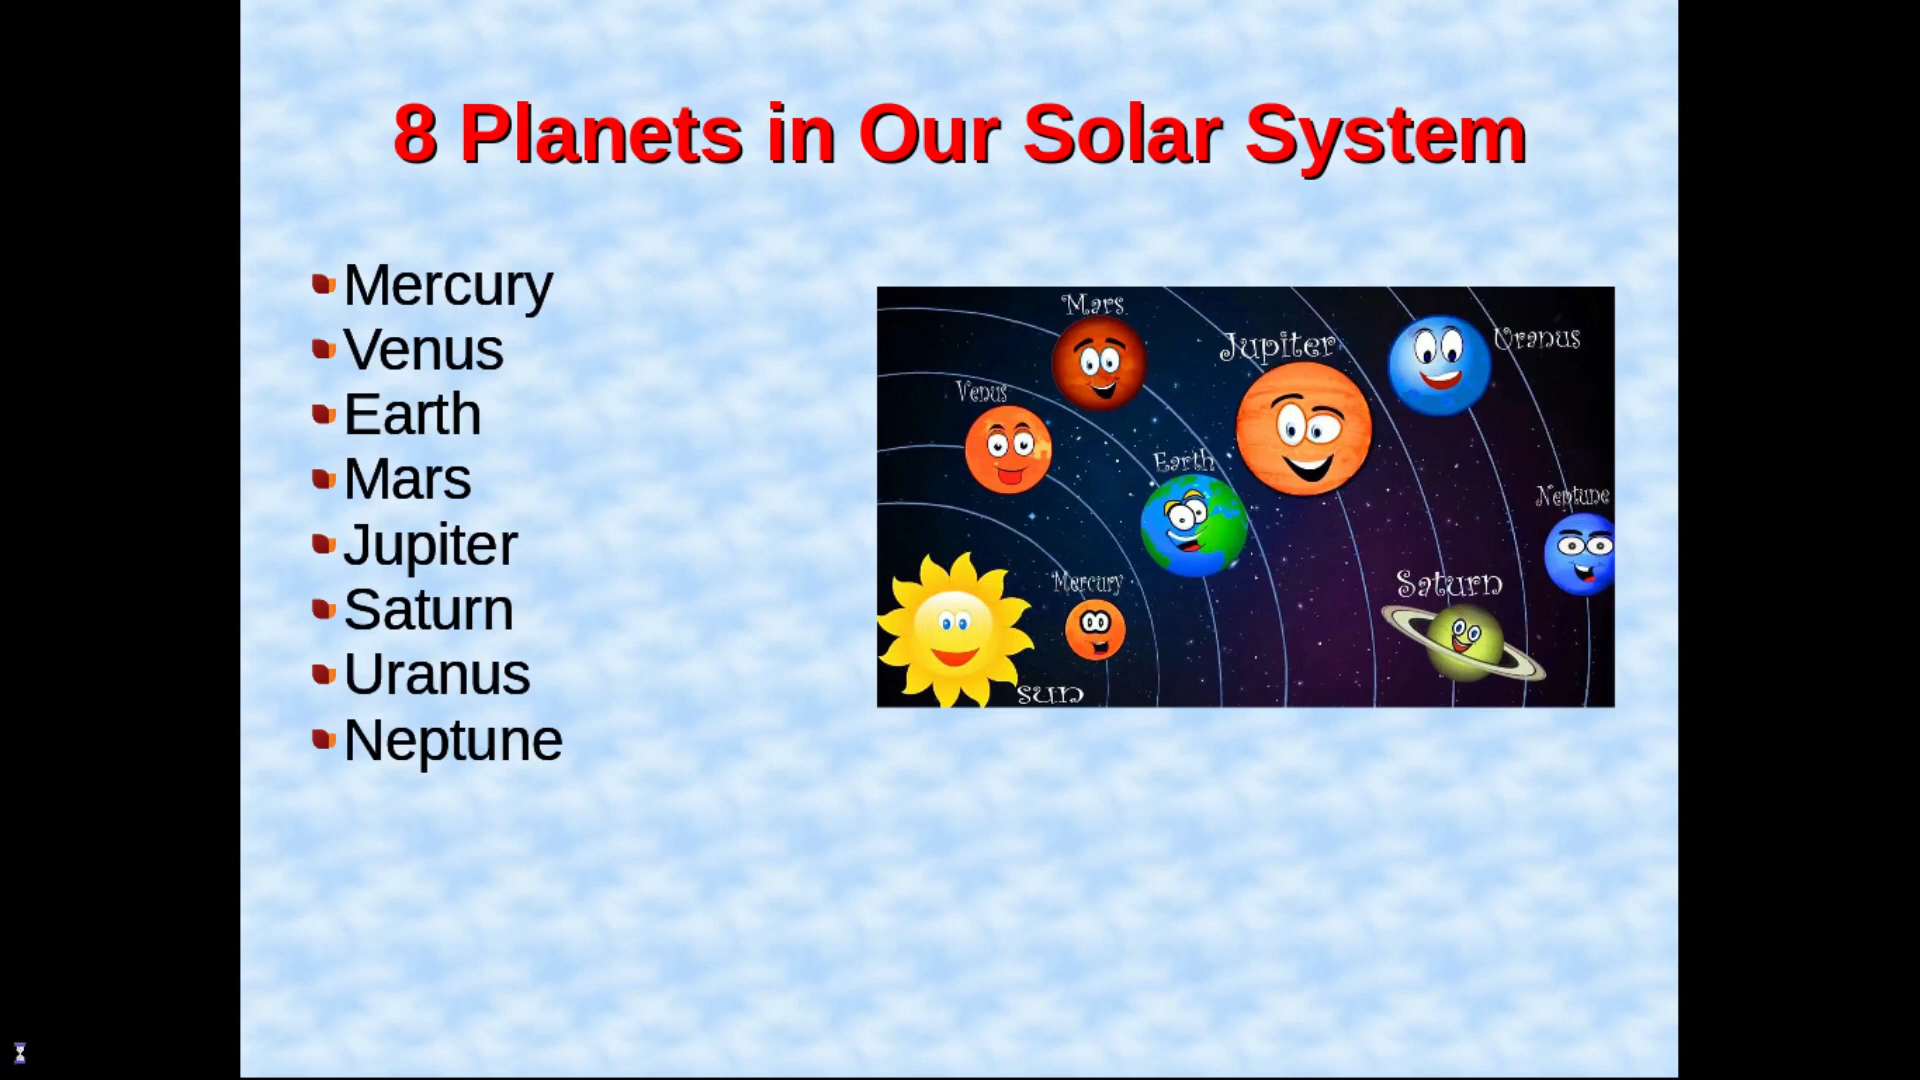 8 Planets in Our Solar System
Mercury
Venus
Earth
Mars
Jupiter
Saturn
Uranus
Neptune
Mars
Jupiter
Uranus
Venus
Earth
Neptune
Mercury
Saturn
sun